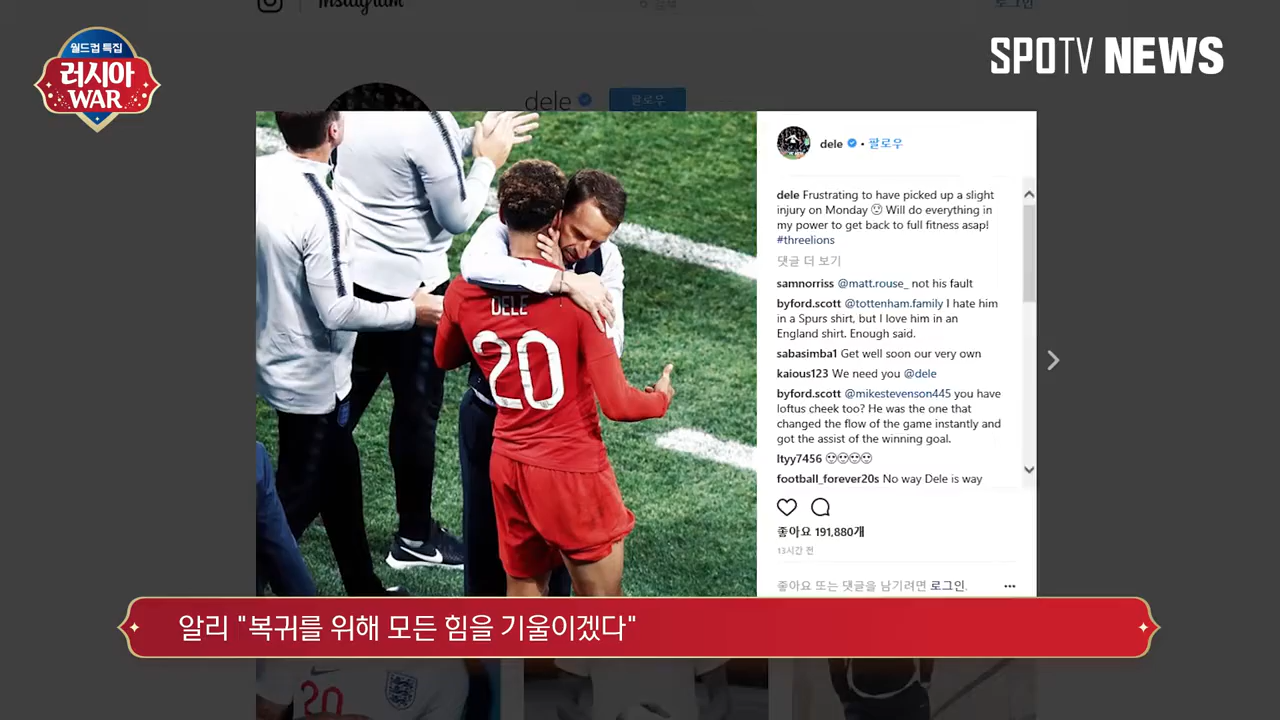 Instagram
검색
로그인
월드컵 특집
러시아
WAR
SPOTV NEWS
dele 팔로우
DELE
20
dele • 팔로우
dele Frustrating to have picked up a slight
injury on Monday 😟 Will do everything in
my power to get back to full fitness asap!
#threelions
댓글 더 보기
samnorriss @matt.rouse_ not his fault
byford.scott @tottenham.family I hate him
in a Spurs shirt, but I love him in an
England shirt. Enough said.
sabasimba1 Get well soon our very own
kaious123 We need you @dele
byford.scott @mikestevenson445 you have
loftus cheek too? He was the one that
changed the flow of the game instantly and
got the assist of the winning goal.
ltyy7456 🙄🙄🙄🙄
football_forever20s No way Dele is way
좋아요 191,880개
13시간 전
좋아요 또는 댓글을 남기려면 로그인.
알리 "복귀를 위해 모든 힘을 기울이겠다"
20